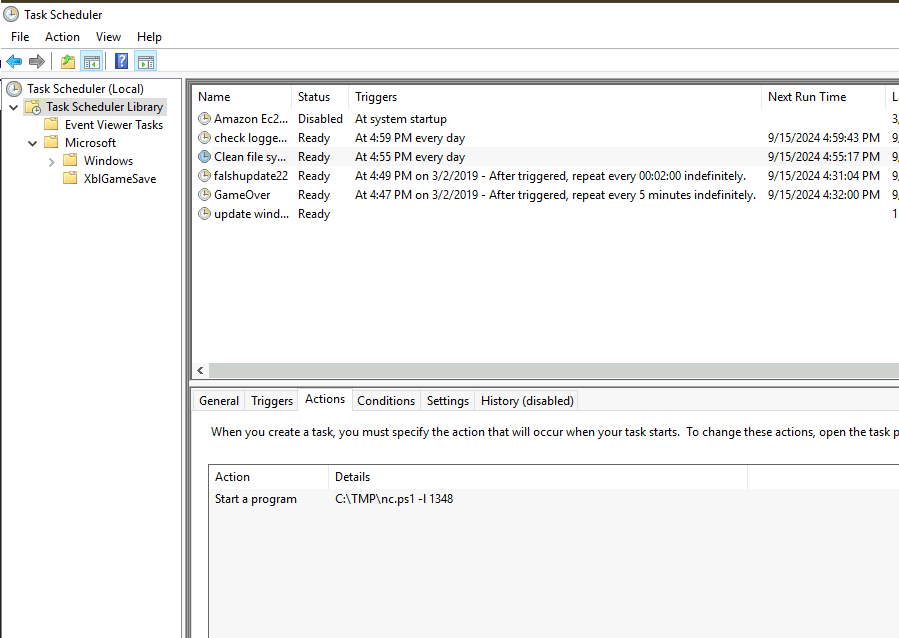 Task Scheduler
File Action View Help
Task Scheduler (Local)
Task Scheduler Library
Event Viewer Tasks
Microsoft
Windows
XblGameSave
Name Status Triggers Next Run Time
Amazon Ec2... Disabled At system startup 3,
check logge... Ready At 4:59 PM every day 9/15/2024 4:59:43 PM 9,
Clean file sy... Ready At 4:55 PM every day 9/15/2024 4:55:17 PM 9,
falshupdate22 Ready At 4:49 PM on 3/2/2019 - After triggered, repeat every 00:02:00 indefinitely. 9/15/2024 4:31:04 PM 9,
GameOver Ready At 4:47 PM on 3/2/2019 - After triggered, repeat every 5 minutes indefinitely. 9/15/2024 4:32:00 PM 9,
update wind... Ready 1
General Triggers Actions Conditions Settings History (disabled)
When you create a task, you must specify the action that will occur when your task starts. To change these actions, open the task p
Action Details
Start a program C:\TMP\nc.ps1 -l 1348